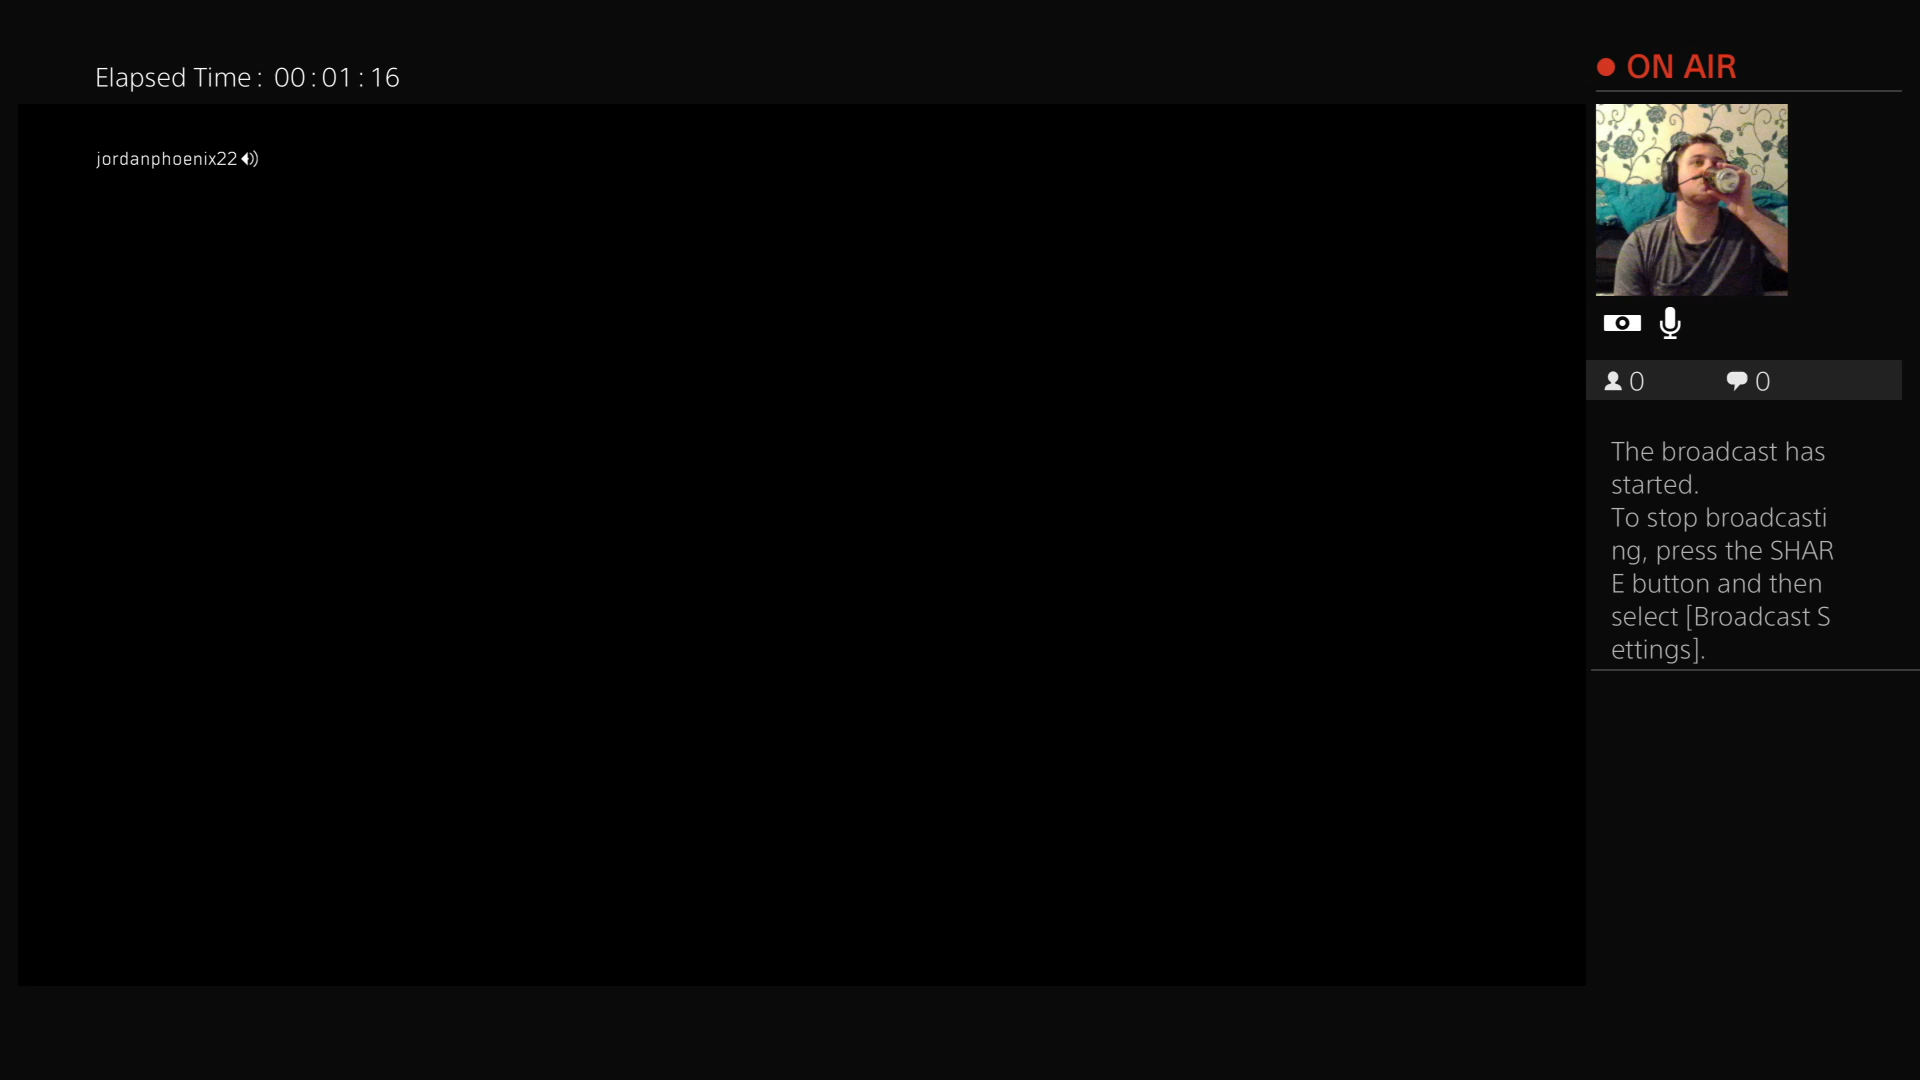 Elapsed Time: 00:01:16
ON AIR
jordanphoenix22
0
0
The broadcast has
started.
To stop broadcasti
ng, press the SHAR
E button and then
select [Broadcast S
ettings].